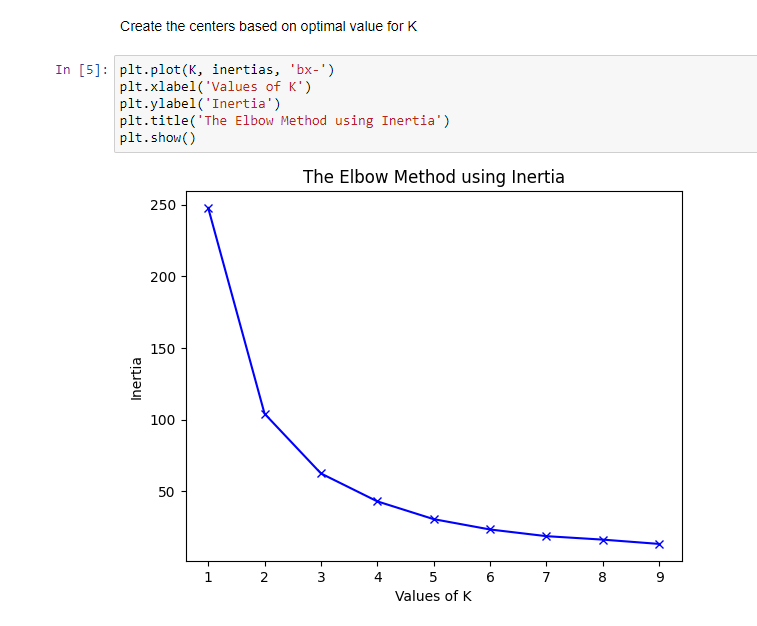 Create the centers based on optimal value for K
In [5]: plt.plot(K, inertias, 'bx-')
plt.xlabel('Values of K')
plt.ylabel('Inertia')
plt.title('The Elbow Method using Inertia')
plt.show()
The Elbow Method using Inertia
250
200
150
100
50
Inertia
1 2 3 4 5 6 7 8 9
Values of K